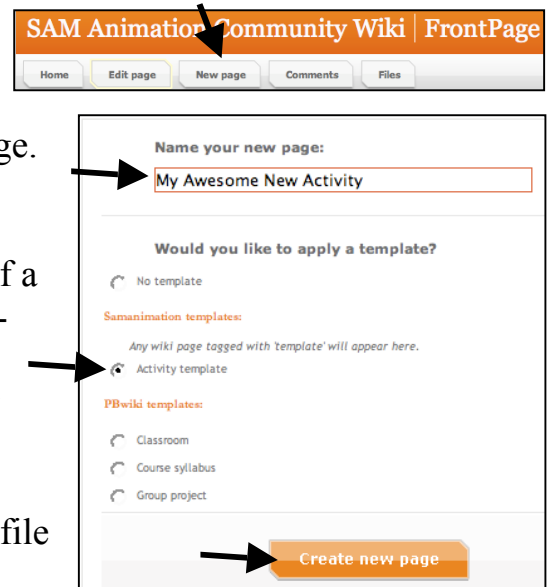 SAM Animation Community Wiki | FrontPage
Home Edit page New page Comments Files
ge.
Name your new page:
My Awesome New Activity
Would you like to apply a template?
f a
No template
-
Samanimation templates:
Any wiki page tagged with 'template' will appear here.
Activity template
PBwiki templates:
Classroom
Course syllabus
Group project
file
Create new page